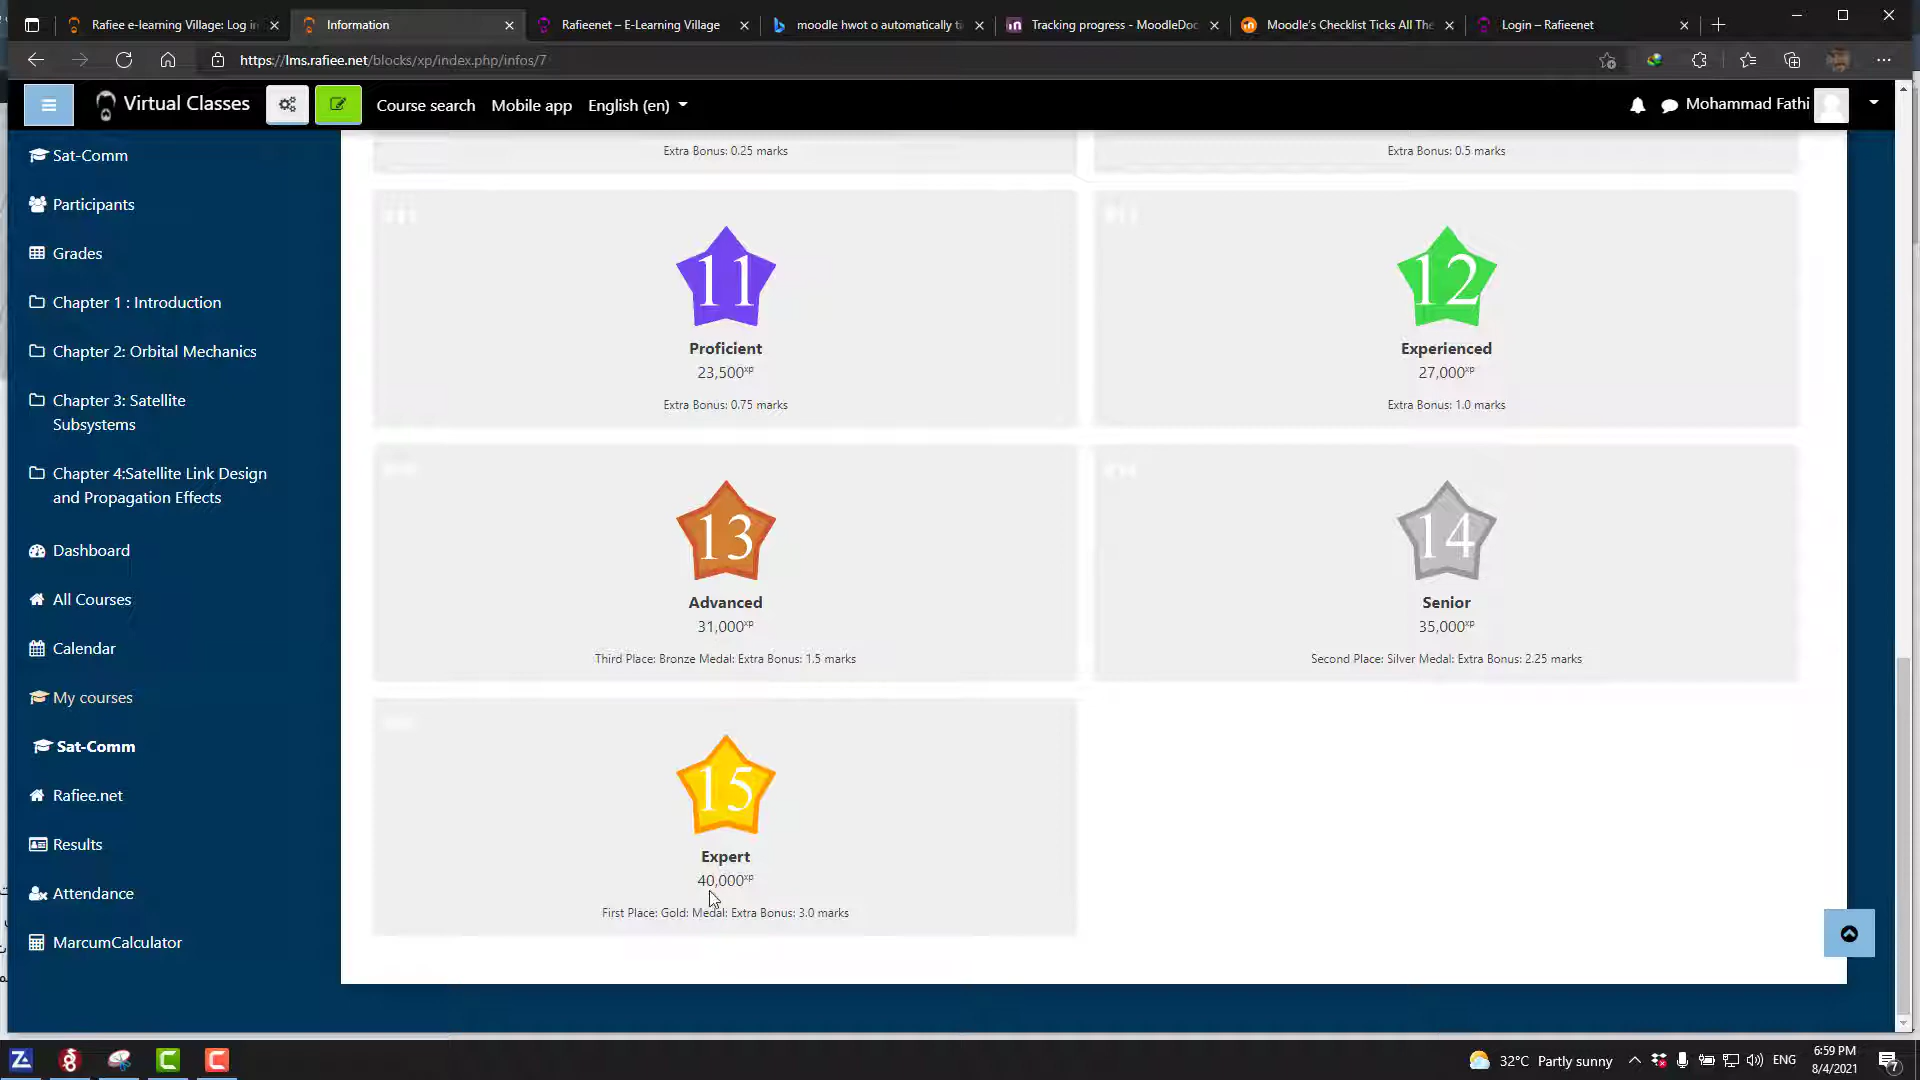 Rafiee e-learning Village: Log in
Information
Rafieenet – E-Learning Village
moodle hwot o automatically ti
Tracking progress - MoodleDoc
Moodle's Checklist Ticks All The
Login – Rafieenet
https://lms.rafiee.net/blocks/xp/index.php/infos/7
Virtual Classes
Course search
Mobile app
English (en)
Mohammad Fathi
Sat-Comm
Participants
Grades
Chapter 1 : Introduction
Chapter 2: Orbital Mechanics
Chapter 3: Satellite
Subsystems
Chapter 4:Satellite Link Design
and Propagation Effects
Dashboard
All Courses
Calendar
My courses
Sat-Comm
Rafiee.net
Results
Attendance
MarcumCalculator
Extra Bonus: 0.25 marks
Extra Bonus: 0.5 marks
11
Proficient
23,500xp
Extra Bonus: 0.75 marks
12
Experienced
27,000xp
Extra Bonus: 1.0 marks
13
Advanced
31,000xp
Third Place: Bronze Medal: Extra Bonus: 1.5 marks
14
Senior
35,000xp
Second Place: Silver Medal: Extra Bonus: 2.25 marks
15
Expert
40,000xp
First Place: Gold: Medal: Extra Bonus: 3.0 marks
32°C Partly sunny
ENG
6:59 PM
8/4/2021
7